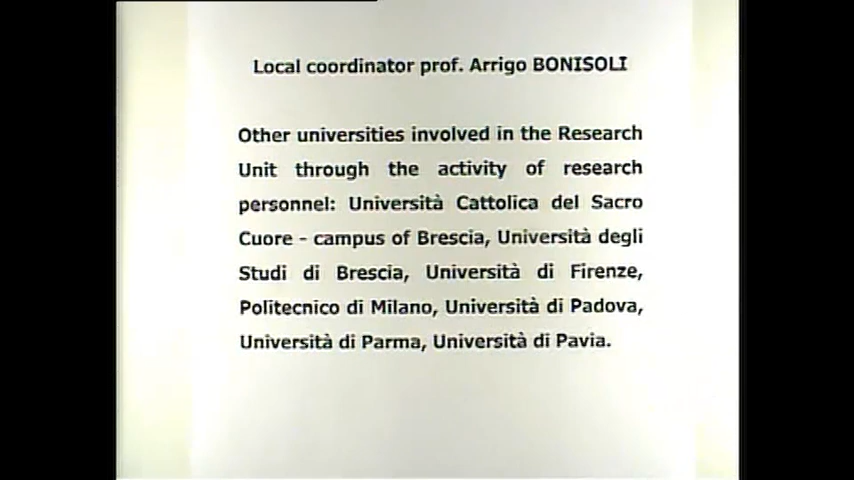 Local coordinator prof. Arrigo BONISOLI
Other universities involved in the Research
Unit through the activity of research
personnel: Università Cattolica del Sacro
Cuore - campus of Brescia, Università degli
Studi di Brescia, Università di Firenze,
Politecnico di Milano, Università di Padova,
Università di Parma, Università di Pavia.